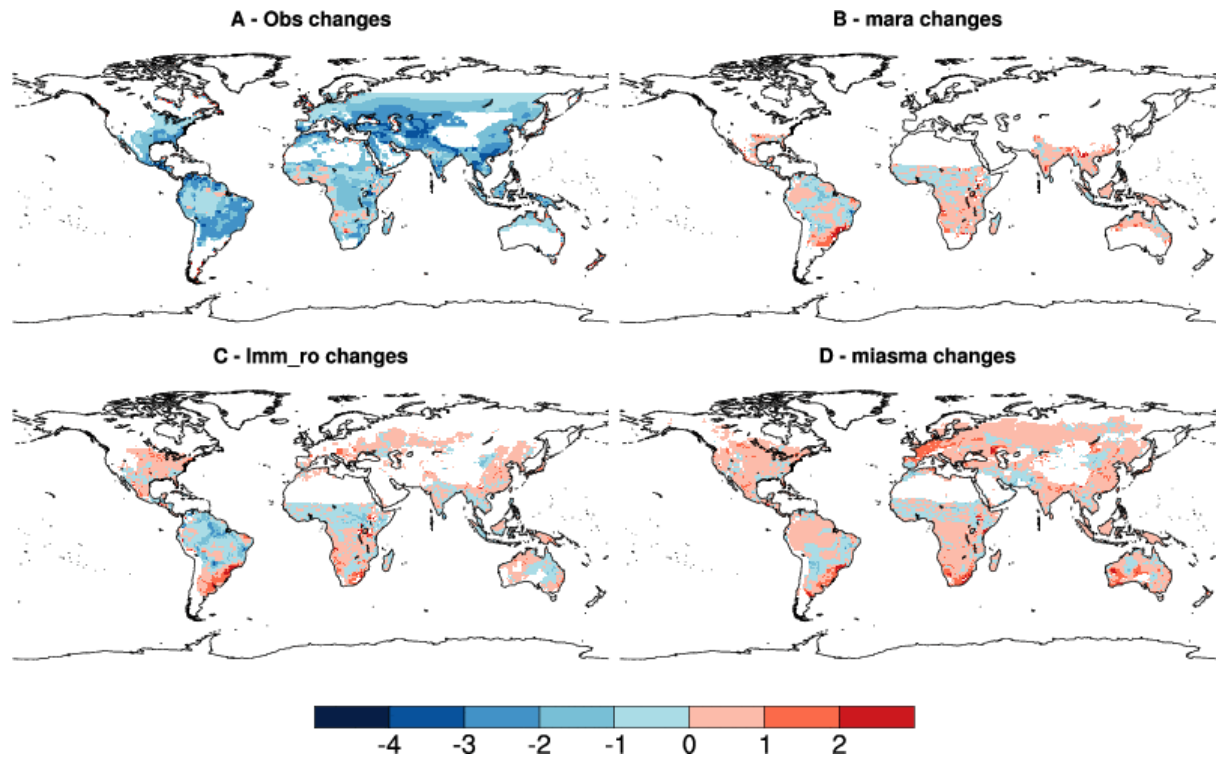 A - Obs changes
B - mara changes
C - lmm_ro changes
D - miasma changes
-4 -3 -2 -1 0 1 2